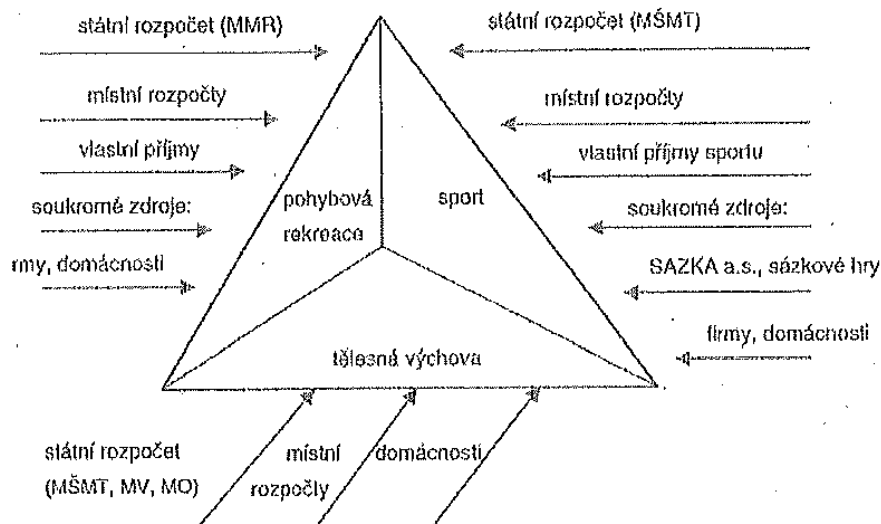 státní rozpočet (MMR)
státní rozpočet (MŠMT)
místní rozpočty
místní rozpočty
vlastní příjmy
vlastní příjmy sportu
soukromé zdroje:
pohybová
rekreace
sport
soukromé zdroje:
rmy, domácnosti
SAZKA a.s., sázkové hry
firmy, domácnosti
tělesná výchova
státní rozpočet
(MŠMT, MV, MO)
místní
rozpočty
domácnosti